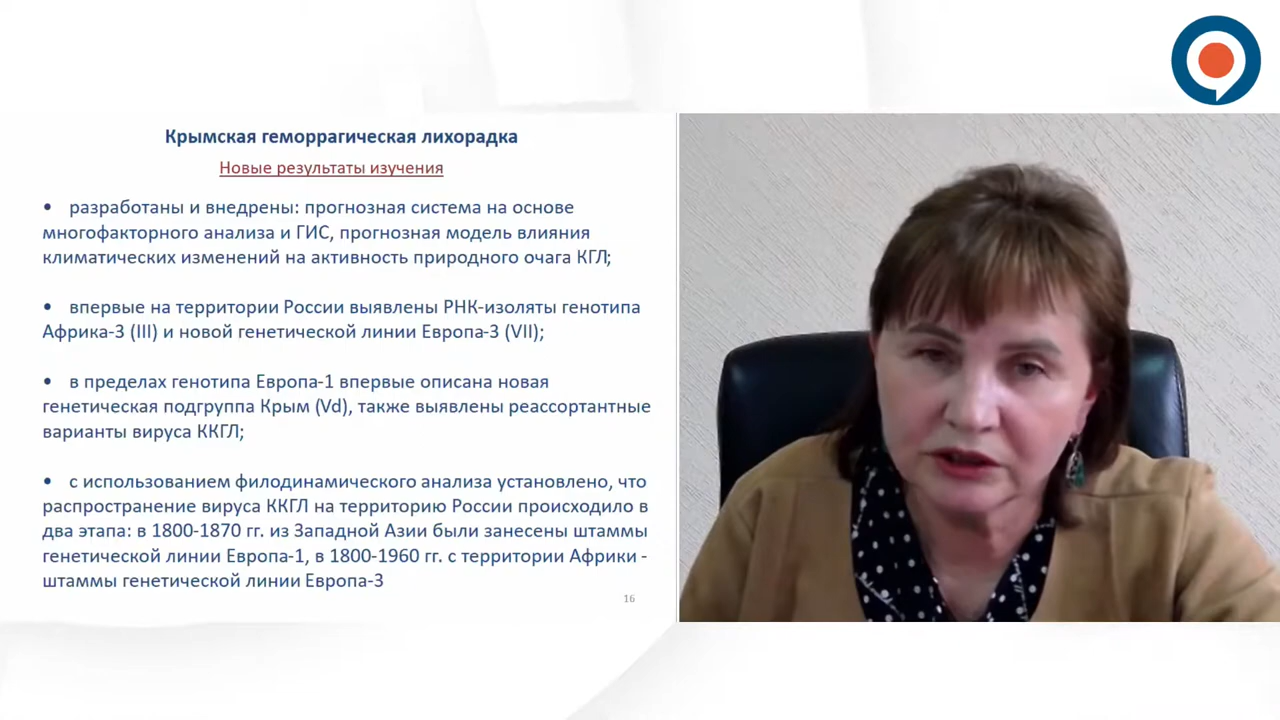 Крымская геморрагическая лихорадка
Новые результаты изучения
• разработаны и внедрены: прогнозная система на основе
многофакторного анализа и ГИС, прогнозная модель влияния
климатических изменений на активность природного очага КГЛ;
• впервые на территории России выявлены РНК-изоляты генотипа
Африка-3 (III) и новой генетической линии Европа-3 (VII);
• в пределах генотипа Европа-1 впервые описана новая
генетическая подгруппа Крым (Vd), также выявлены реассортантные
варианты вируса ККГЛ;
• с использованием филодинамического анализа установлено, что
распространение вируса ККГЛ на территорию России происходило в
два этапа: в 1800-1870 гг. из Западной Азии были занесены штаммы
генетической линии Европа-1, в 1800-1960 гг. с территории Африки -
штаммы генетической линии Европа-3
16